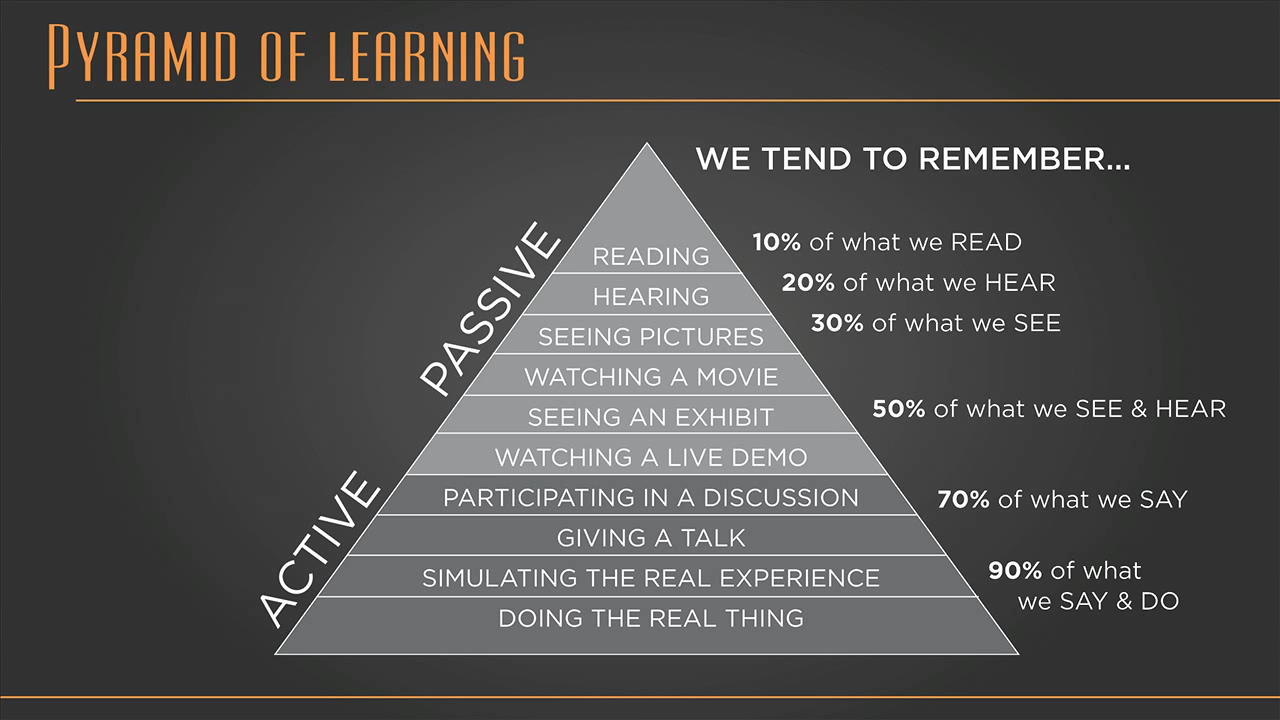 PYRAMID OF LEARNING
WE TEND TO REMEMBER...
PASSIVE
READING
10% of what we READ
HEARING
20% of what we HEAR
SEEING PICTURES
30% of what we SEE
WATCHING A MOVIE
SEEING AN EXHIBIT
50% of what we SEE & HEAR
WATCHING A LIVE DEMO
ACTIVE
PARTICIPATING IN A DISCUSSION
70% of what we SAY
GIVING A TALK
SIMULATING THE REAL EXPERIENCE
90% of what
we SAY & DO
DOING THE REAL THING